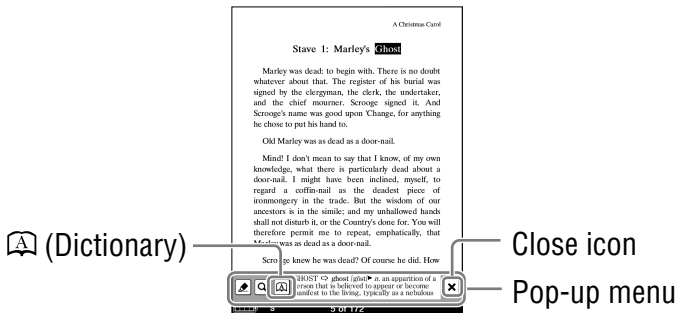 A Christmas Carol
Stave 1: Marley's Ghost
Marley was dead: to begin with. There is no doubt
whatever about that. The register of his burial was
signed by the clergyman, the clerk, the undertaker,
and the chief mourner. Scrooge signed it. And
Scrooge's name was good upon 'Change, for anything
he chose to put his hand to.
Old Marley was as dead as a door-nail.
Mind! I don't mean to say that I know, of my own
knowledge, what there is particularly dead about a
door-nail. I might have been inclined, myself, to
regard a coffin-nail as the deadest piece of
ironmongery in the trade. But the wisdom of our
ancestors is in the simile; and my unhallowed hands
shall not disturb it, or the Country's done for. You will
therefore permit me to repeat, emphatically, that
Marley was as dead as a door-nail.
Scrooge knew he was dead? Of course he did. How
A (Dictionary)
Close icon
Pop-up menu
A
GHOST ➪ ghost /gōst/▶ n. an apparition of a
person that is believed to appear or become
manifest to the living, typically as a nebulous
S 5 of 172